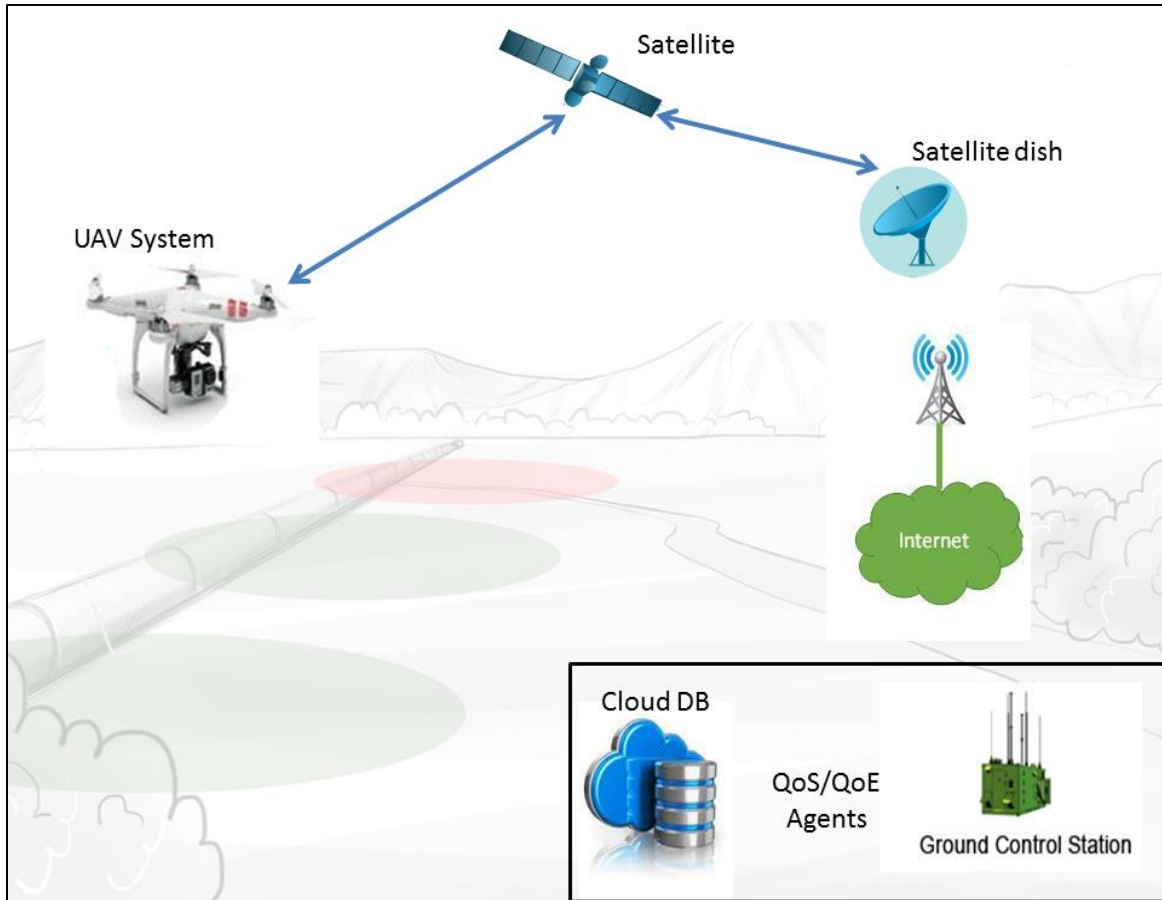 Satellite
Satellite dish
UAV System
Internet
Cloud DB
QoS/QoE
Agents
Ground Control Station